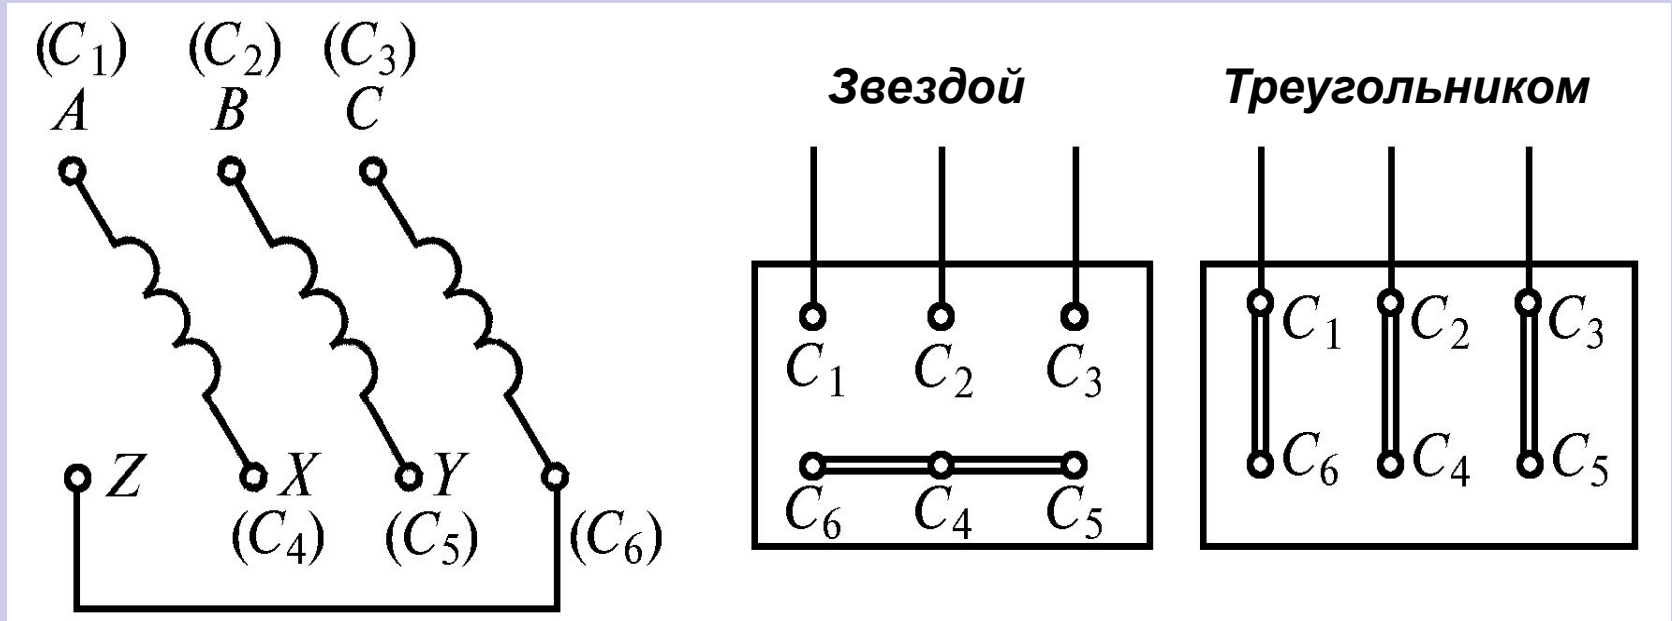 (C₁) (C₂) (C₃)
A B C
Z X Y
(C₄) (C₅) (C₆)
Звездой
C₁ C₂ C₃
C₆ C₄ C₅
Треугольником
C₁ C₂ C₃
C₆ C₄ C₅